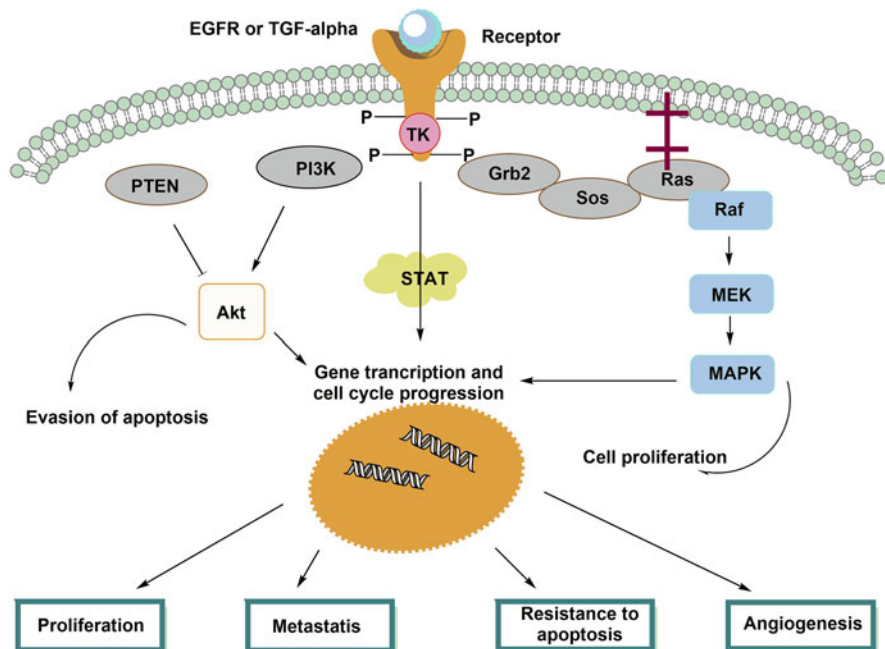 EGFR or TGF-alpha
Receptor
P
P
TK
P
P
PTEN
PI3K
Grb2
Sos
Ras
Raf
STAT
MEK
Akt
MAPK
Gene trancription and
cell cycle progression
Evasion of apoptosis
Cell proliferation
Proliferation
Metastatis
Resistance to
apoptosis
Angiogenesis